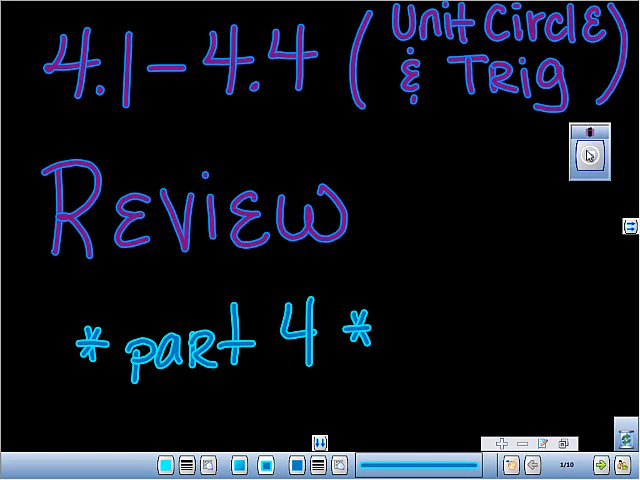 4.1 - 4.4 (Unit Circle
& Trig)
Review
* part 4 *
1/10